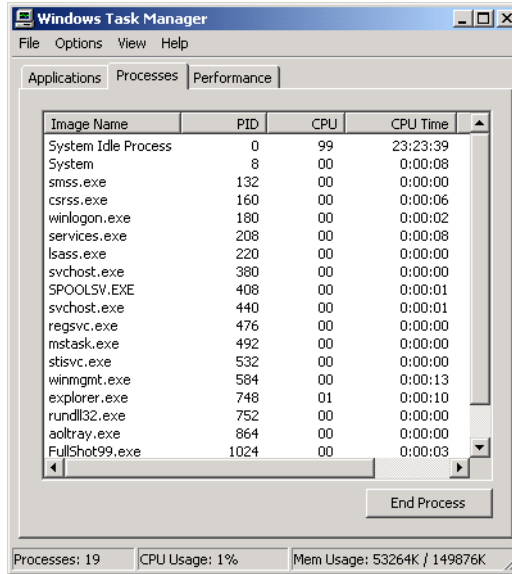 Windows Task Manager
File Options View Help
Applications Processes Performance
Image Name PID CPU CPU Time
System Idle Process 0 99 23:23:39
System 8 00 0:00:08
smss.exe 132 00 0:00:00
csrss.exe 160 00 0:00:06
winlogon.exe 180 00 0:00:02
services.exe 208 00 0:00:08
lsass.exe 220 00 0:00:00
svchost.exe 380 00 0:00:00
SPOOLSV.EXE 408 00 0:00:01
svchost.exe 440 00 0:00:01
regsvc.exe 476 00 0:00:00
mstask.exe 492 00 0:00:00
stisvc.exe 532 00 0:00:00
winmgmt.exe 584 00 0:00:13
explorer.exe 748 01 0:00:10
rundll32.exe 752 00 0:00:00
aoltray.exe 864 00 0:00:00
FullShot99.exe 1024 00 0:00:03
End Process
Processes: 19 CPU Usage: 1% Mem Usage: 53264K / 149876K